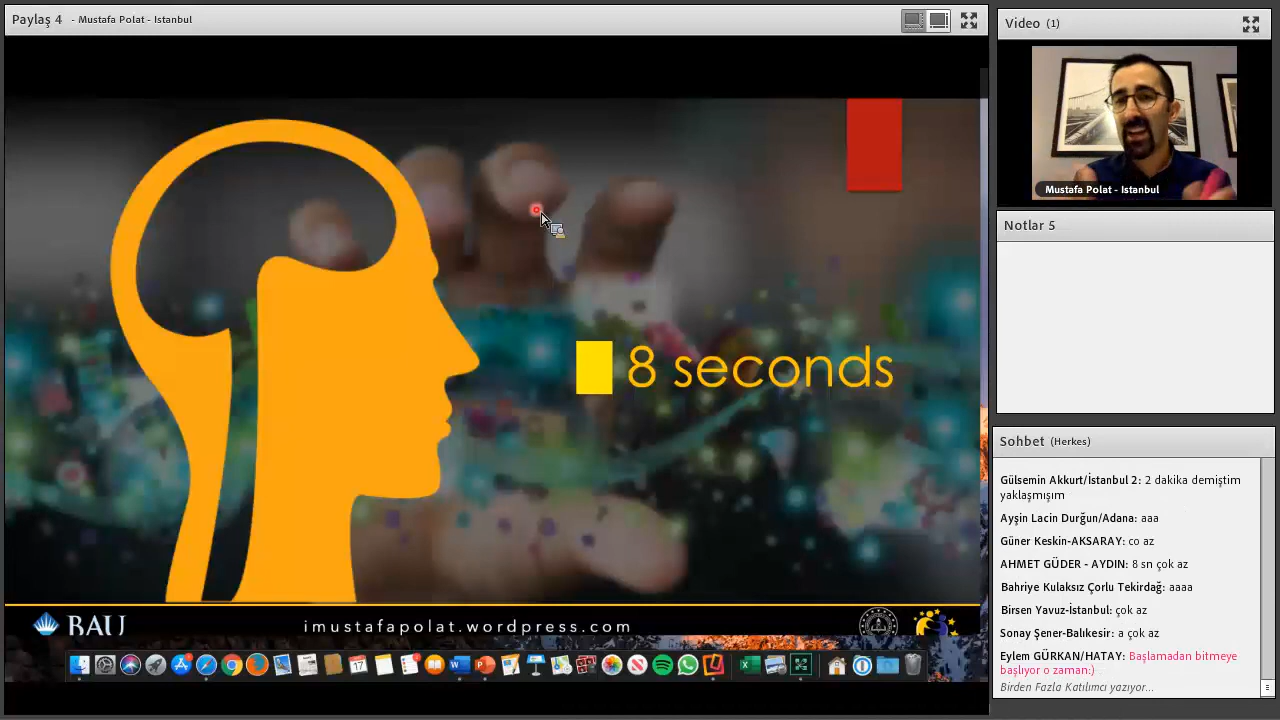 Paylaş 4 - Mustafa Polat - Istanbul
8 seconds
BAU
imustafapolat.wordpress.com
17
Video (1)
Mustafa Polat - Istanbul
Notlar 5
Sohbet (Herkes)
Gülsemin Akkurt/İstanbul 2: 2 dakika demiştim
yaklaşmışım
Ayşin Lacin Durğun/Adana: aaa
Güner Keskin-AKSARAY: co az
AHMET GÜDER - AYDIN: 8 sn çok az
Bahriye Kulaksız Çorlu Tekirdağ: aaaa
Birsen Yavuz-İstanbul: çok az
Sonay Şener-Balıkesir: a çok az
Eylem GÜRKAN/HATAY: Başlamadan bitmeye
başlıyor o zaman:)
Birden Fazla Katılımcı yazıyor...